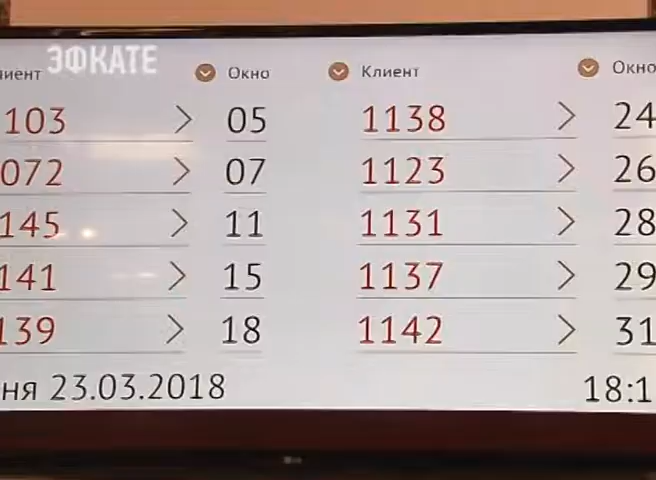 ЭФКАТЕ
иент Окно Клиент Окно
103 > 05 1138 > 24
072 > 07 1123 > 26
145 > 11 1131 > 28
141 > 15 1137 > 29
139 > 18 1142 > 31
ня 23.03.2018 18:1